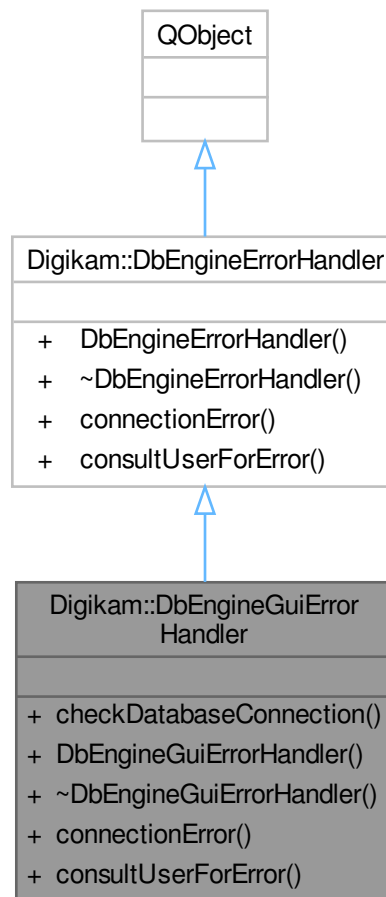 QObject
Digikam::DbEngineErrorHandler
+ DbEngineErrorHandler()
+ ~DbEngineErrorHandler()
+ connectionError()
+ consultUserForError()
Digikam::DbEngineGuiError
Handler
+ checkDatabaseConnection()
+ DbEngineGuiErrorHandler()
+ ~DbEngineGuiErrorHandler()
+ connectionError()
+ consultUserForError()